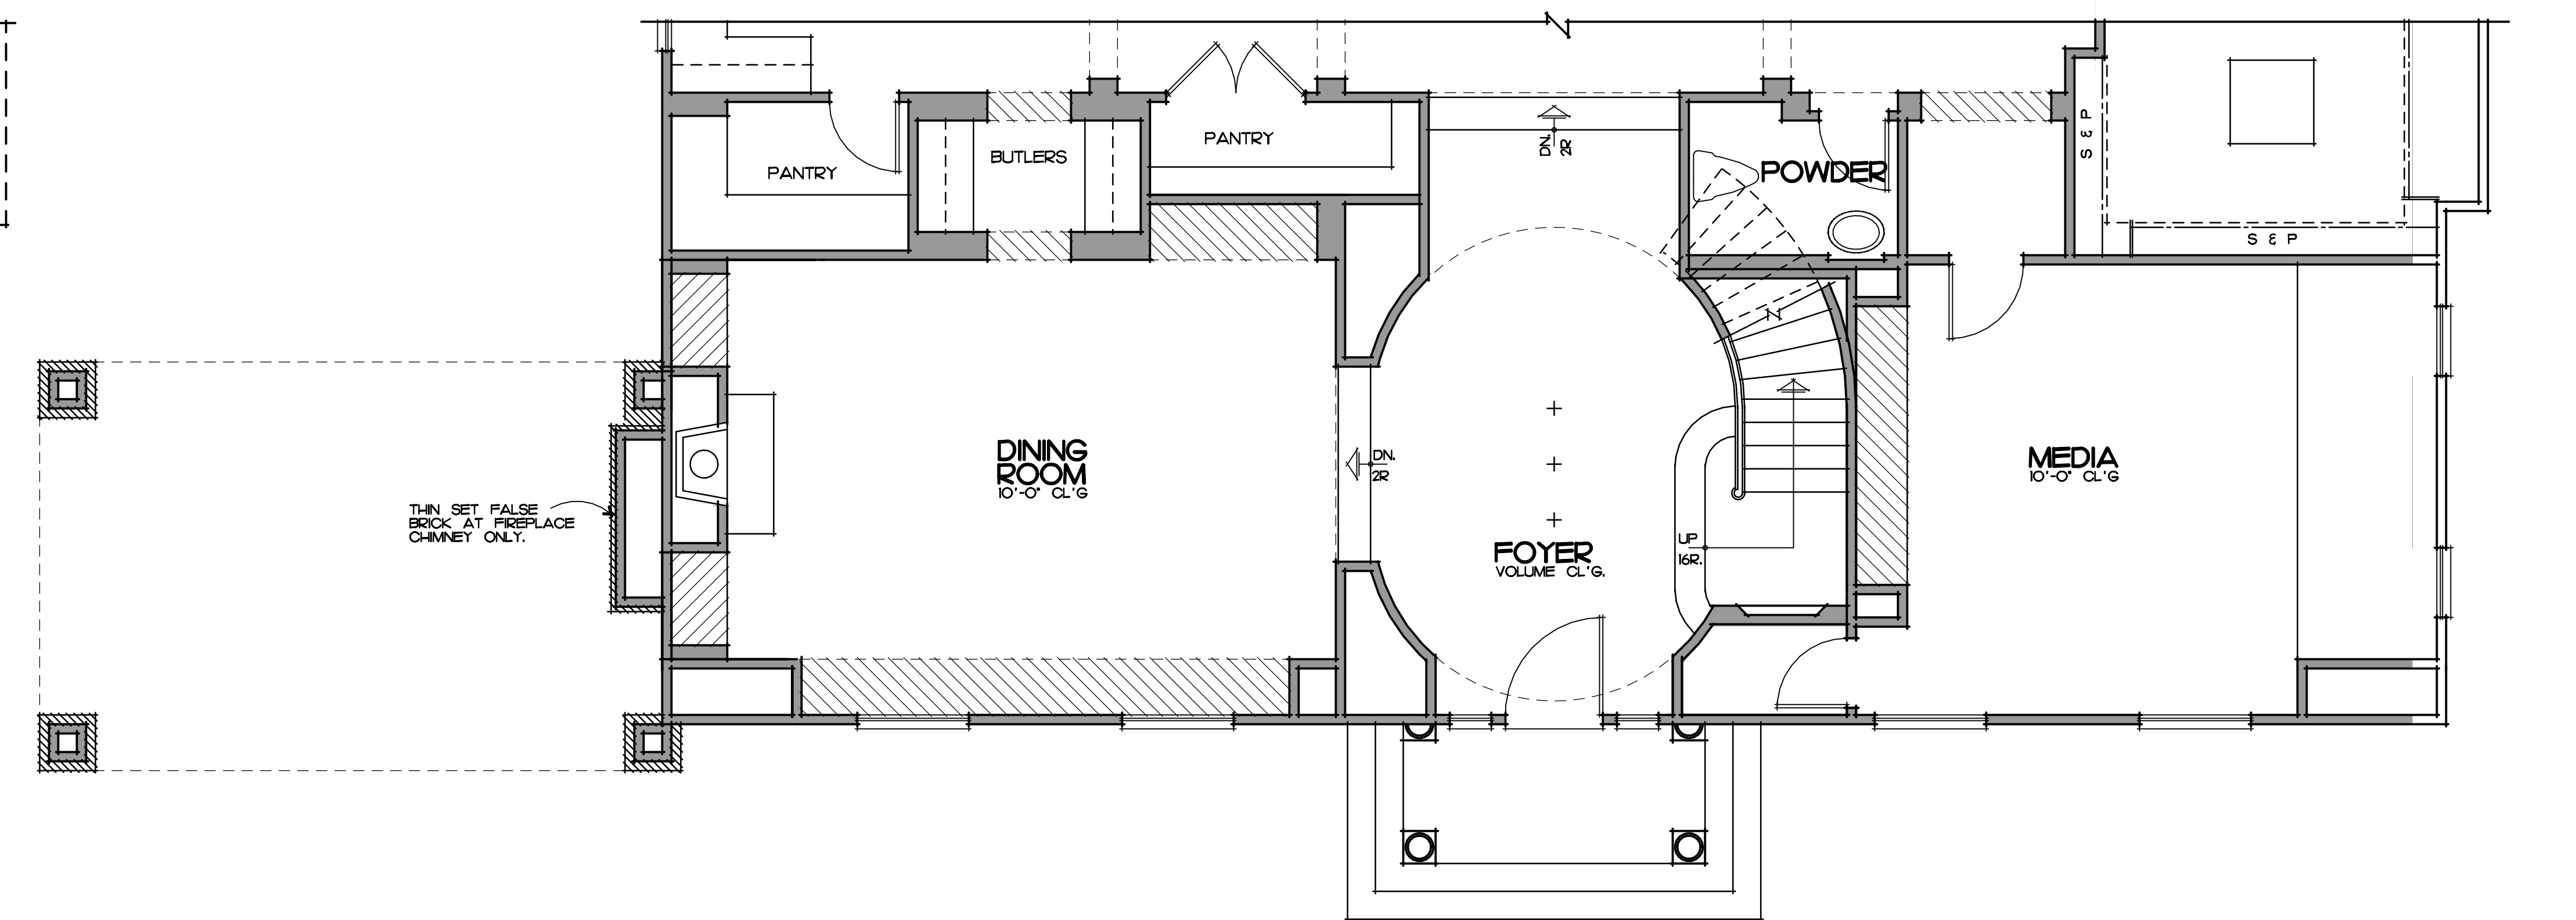 PANTRY
BUTLERS
PANTRY
DN.
2R
POWDER
S & P
S & P
DINING
ROOM
10'-0" CL'G
DN.
2R
MEDIA
10'-0" CL'G
THIN SET FALSE
BRICK AT FIREPLACE
CHIMNEY ONLY.
FOYER
VOLUME CL'G.
UP
16R.